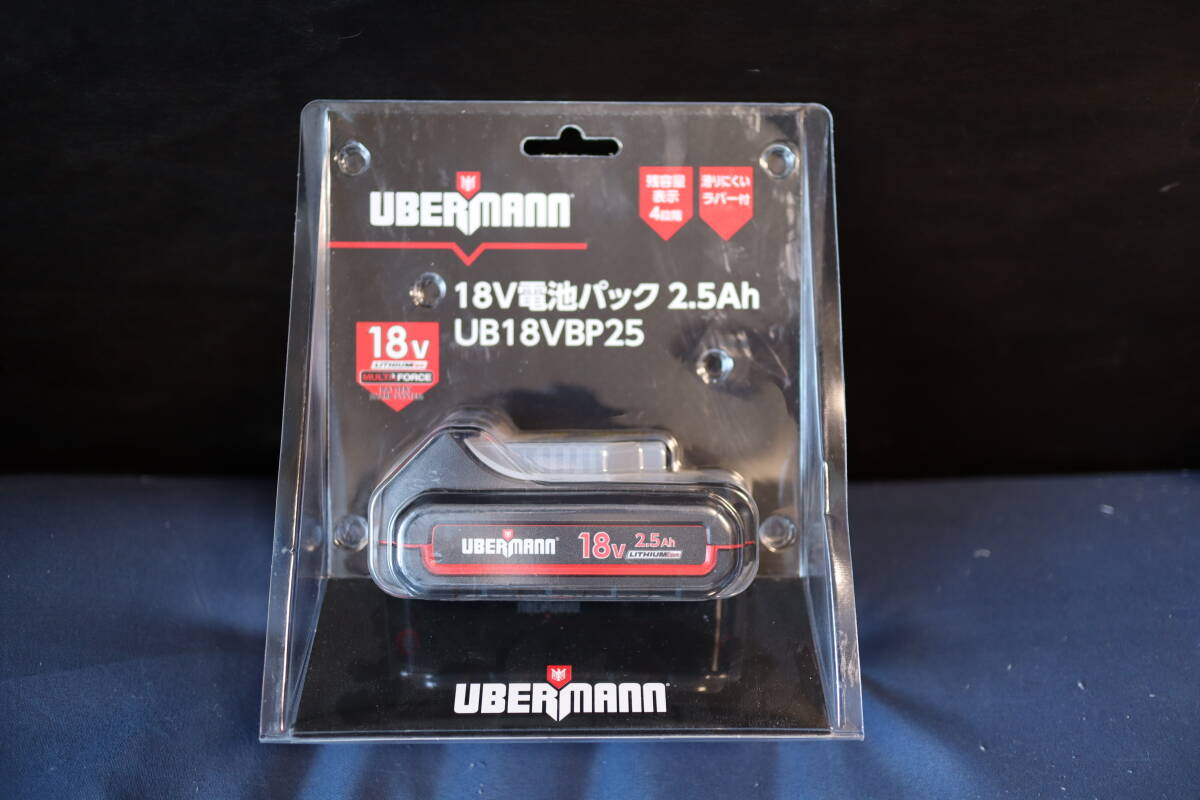 UBERMANN
残容量
表示
4段階
滑りにくい
ラバー付
18V電池パック 2.5Ah
UB18VBP25
18V
LITHIUM ion
MULTI FORCE
UBERMANN 18V 2.5Ah
LITHIUM ion
UBERMANN